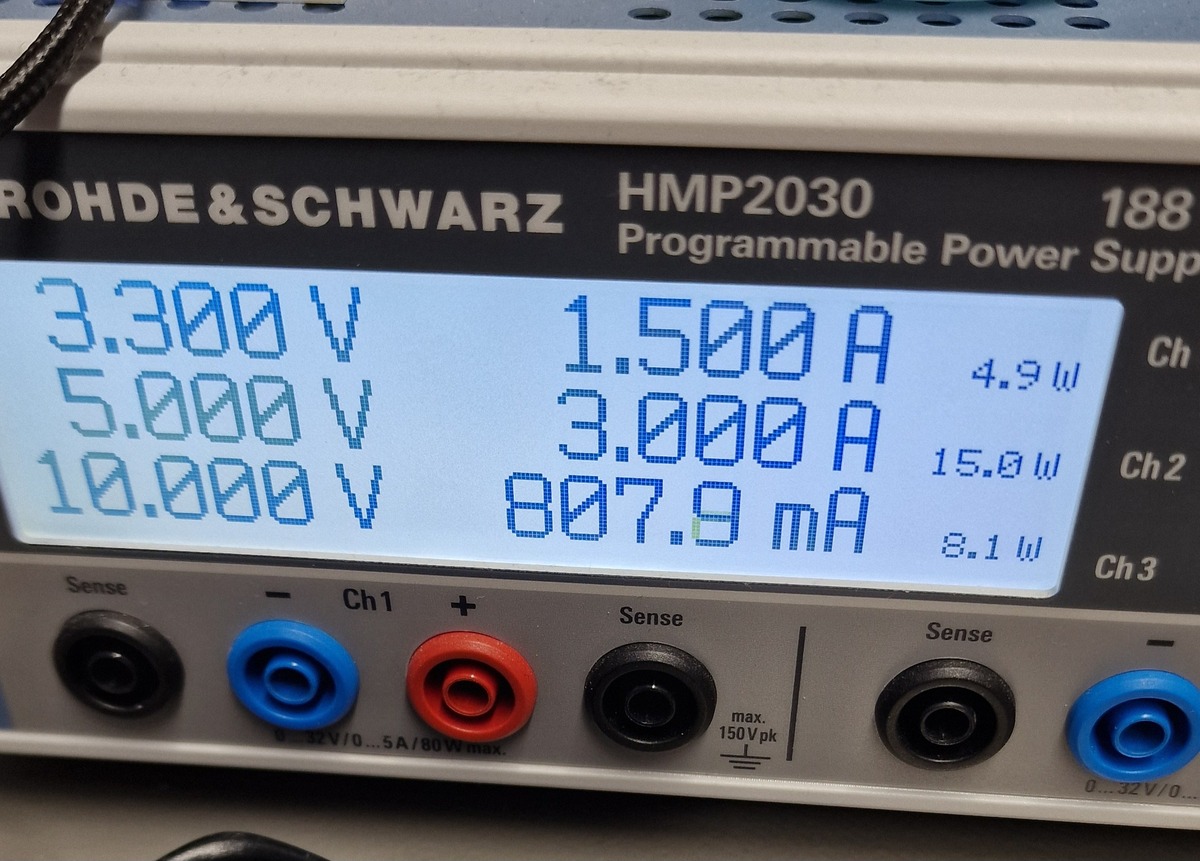 ROHDE&SCHWARZ
HMP2030
188
Programmable Power Supp
3.300 V 1.500 A 4.9 W
Ch
5.000 V 3.000 A 15.0 W
Ch2
10.000 V 807.8 mA 8.1 W
Ch3
Sense
− Ch1 +
Sense
Sense
−
max.
150Vpk
0...32V/0...5A/80W max.
0...32V/0...